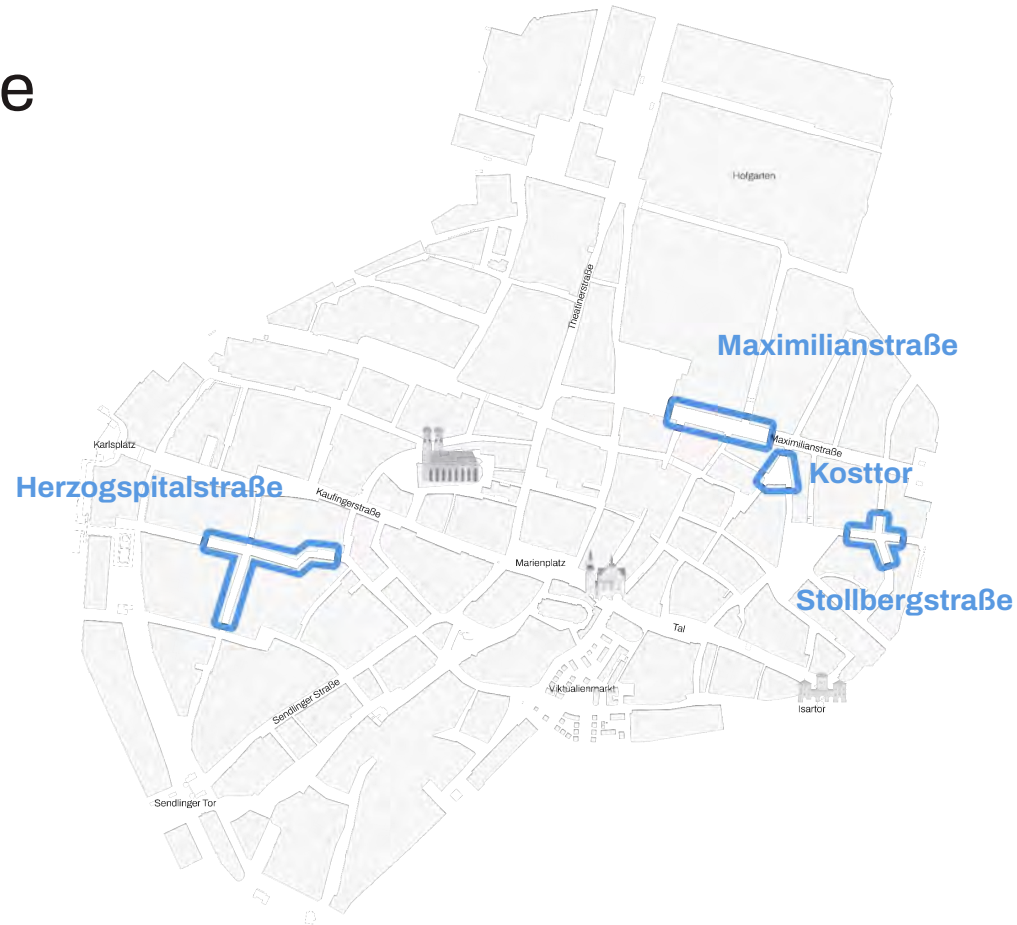 e
Hofgarten
Theatinerstraße
Maximilianstraße
Karlsplatz
Maximilianstraße
Kosttor
Herzogspitalstraße
Kaufingerstraße
Marienplatz
Stollbergstraße
Tal
Viktualienmarkt
Sendlinger Straße
Isartor
Sendlinger Tor